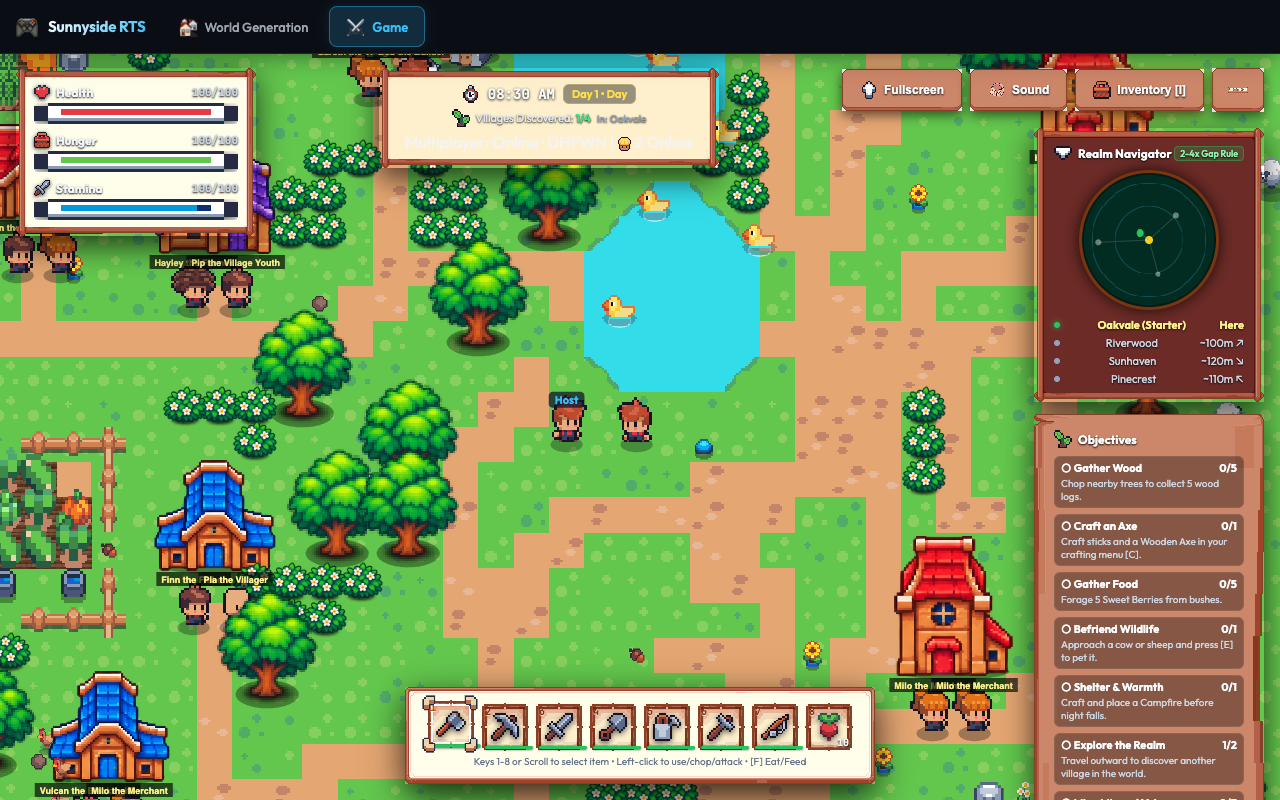 Sunnyside RTS
World Generation
Game
Health 100/100
Hunger 100/100
Stamina 100/100
08:30 AM Day 1 • Day
Villages Discovered: 1/4 In: Oakvale
Multiplayer: Online
2 Online
Fullscreen
Sound
Inventory [I]
Realm Navigator 2-4x Gap Rule
Oakvale (Starter) Here
Riverwood ~100m ↗
Sunhaven ~120m ↘
Pinecrest ~110m ↖
Objectives
Gather Wood 0/5
Chop nearby trees to collect 5 wood
logs.
Craft an Axe 0/1
Craft sticks and a Wooden Axe in your
crafting menu [C].
Gather Food 0/5
Forage 5 Sweet Berries from bushes.
Befriend Wildlife 0/1
Approach a cow or sheep and press [E]
to pet it.
Shelter & Warmth 0/1
Craft and place a Campfire before
night falls.
Explore the Realm 1/2
Travel outward to discover another
village in the world.
Hayley Pip the Village Youth
Host
Finn the Pia the Villager
Milo the Milo the Merchant
Vulcan the Milo the Merchant
10
Keys 1-8 or Scroll to select item • Left-click to use/chop/attack • [F] Eat/Feed